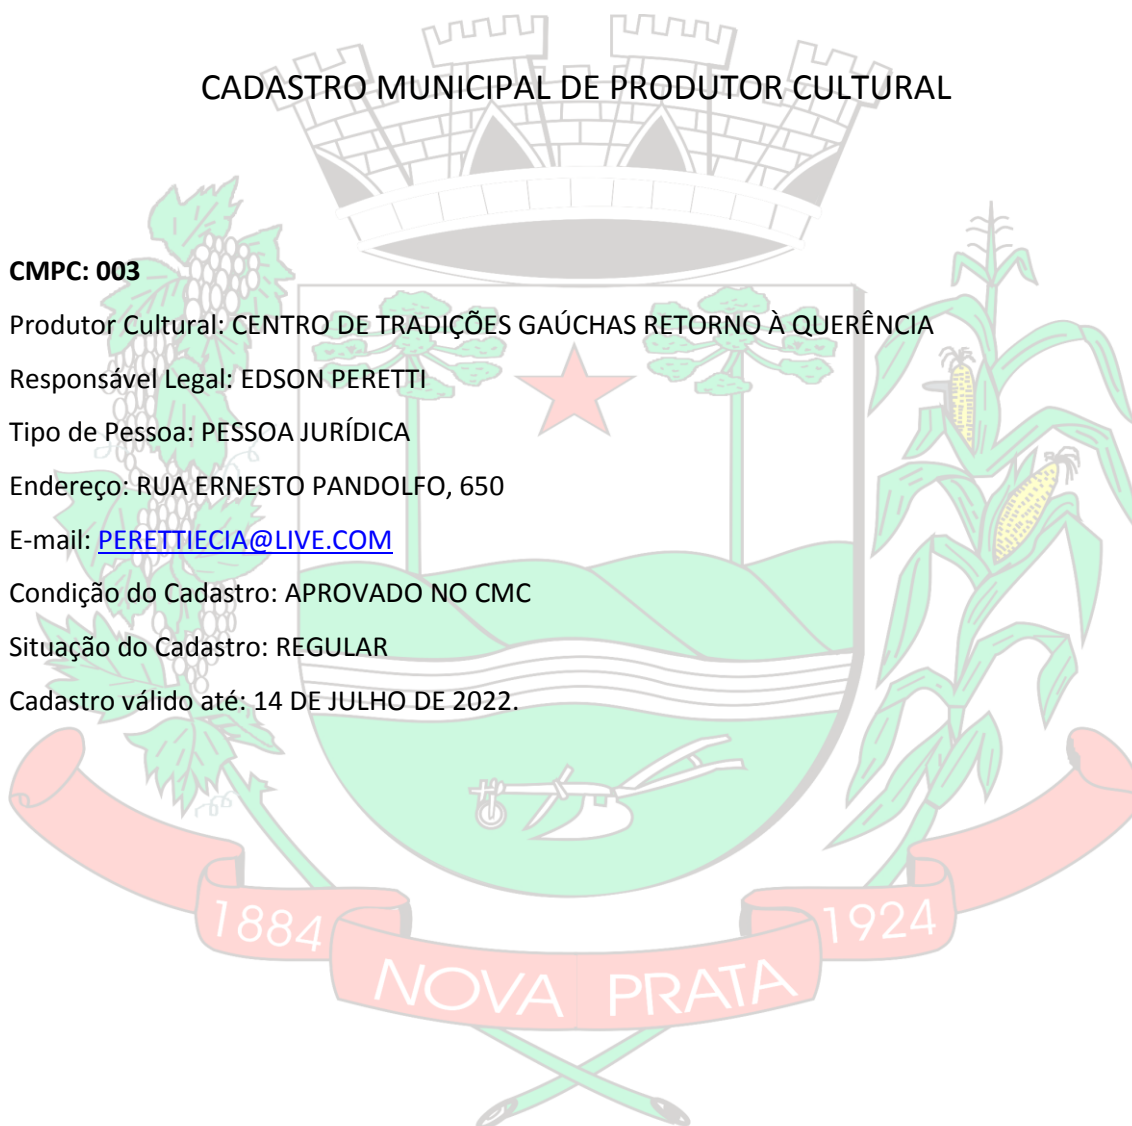 CADASTRO MUNICIPAL DE PRODUTOR CULTURAL
CMPC: 003
Produtor Cultural: CENTRO DE TRADIÇÕES GAÚCHAS RETORNO À QUERÊNCIA
Responsável Legal: EDSON PERETTI
Tipo de Pessoa: PESSOA JURÍDICA
Endereço: RUA ERNESTO PANDOLFO, 650
E-mail: PERETTIECIA@LIVE.COM
Condição do Cadastro: APROVADO NO CMC
Situação do Cadastro: REGULAR
Cadastro válido até: 14 DE JULHO DE 2022.
1884
1924
NOVA PRATA